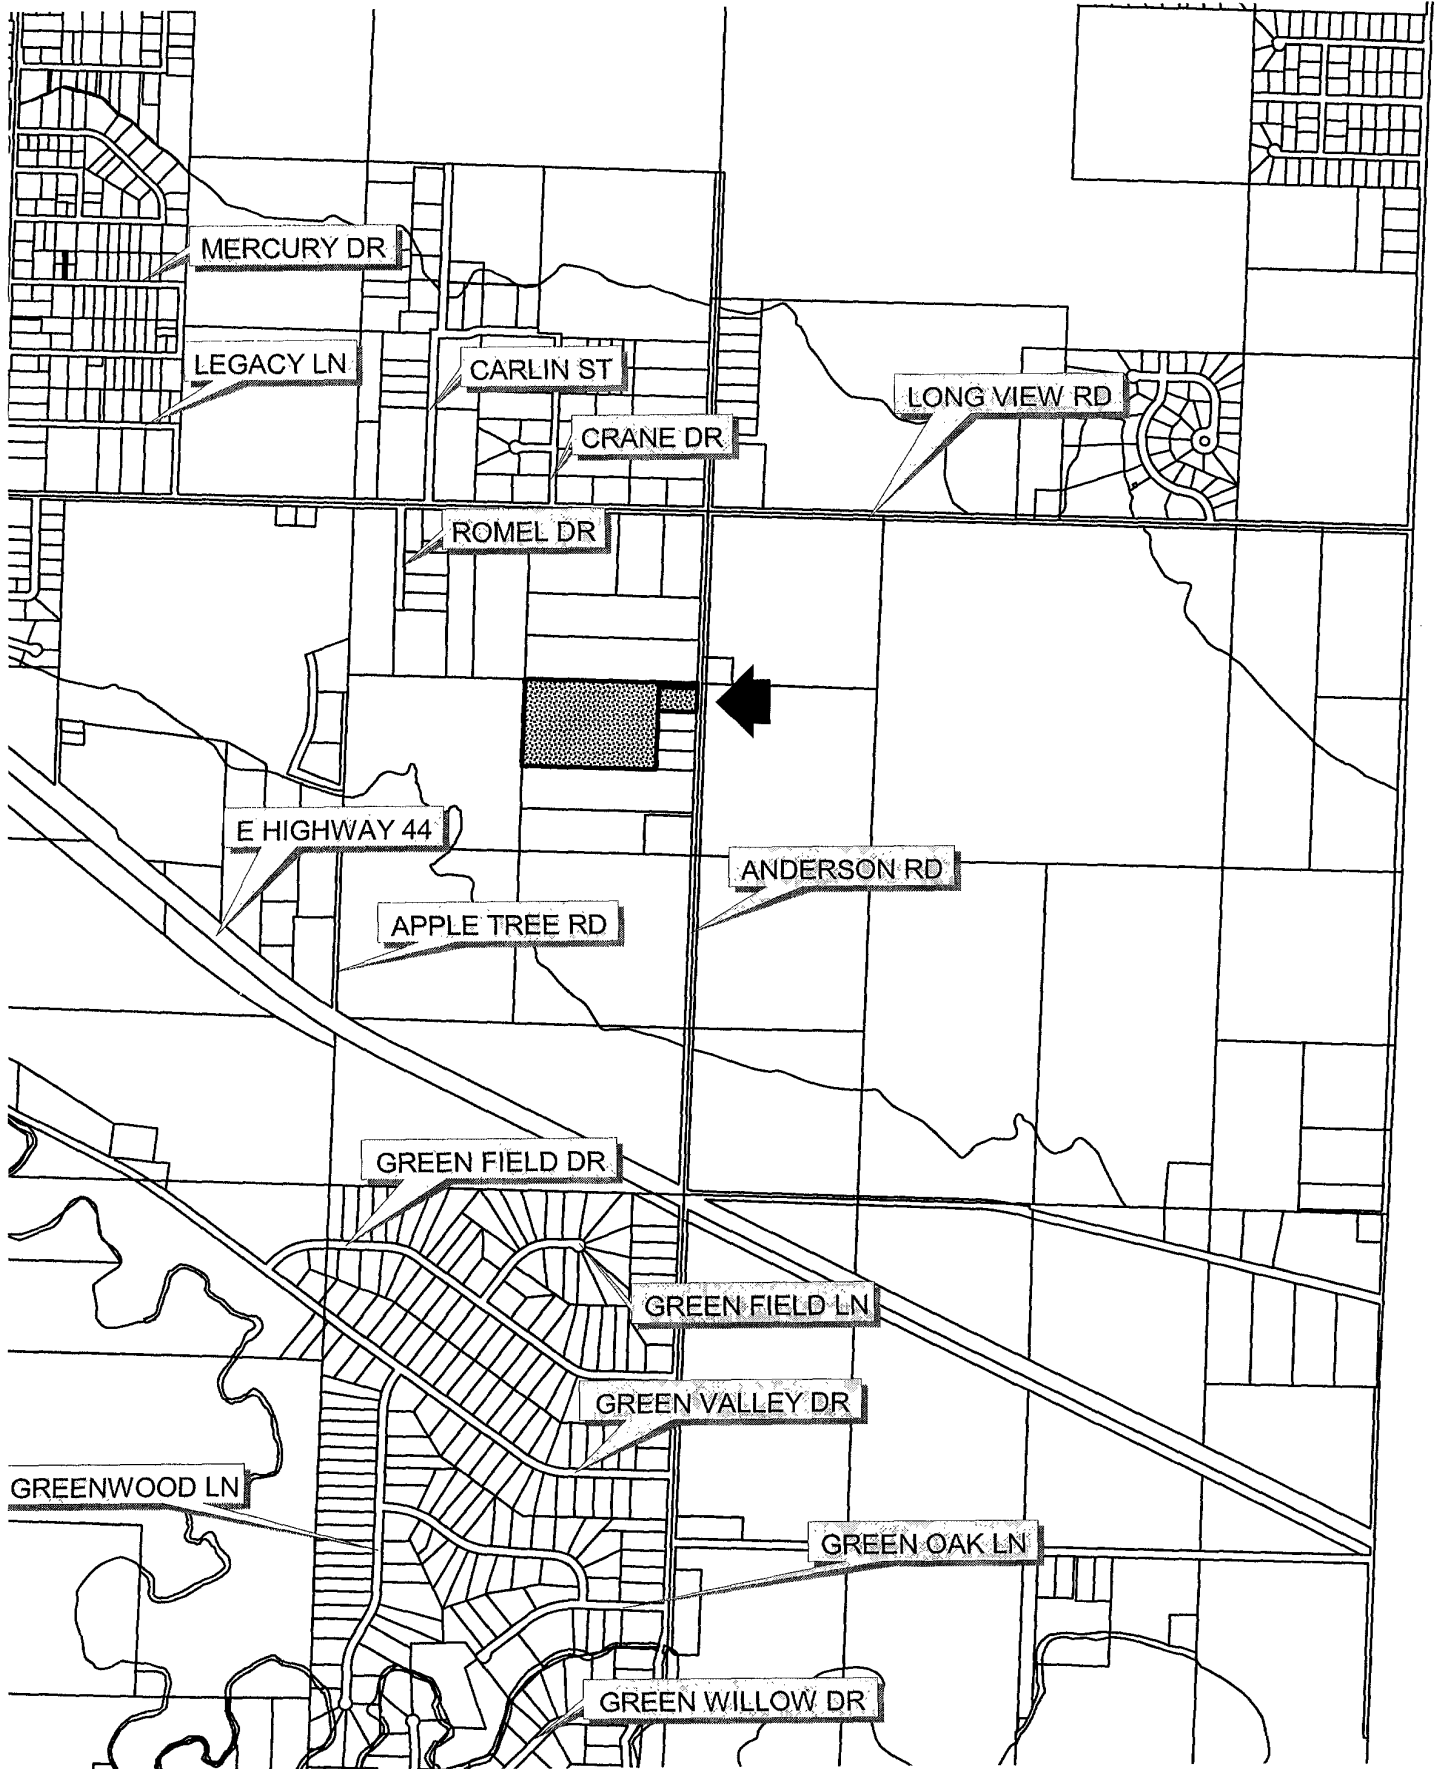 MERCURY DR
LEGACY LN
CARLIN ST
LONG VIEW RD
CRANE DR
ROMEL DR
E HIGHWAY 44
ANDERSON RD
APPLE TREE RD
GREEN FIELD DR
GREEN FIELD LN
GREEN VALLEY DR
GREENWOOD LN
GREEN OAK LN
GREEN WILLOW DR